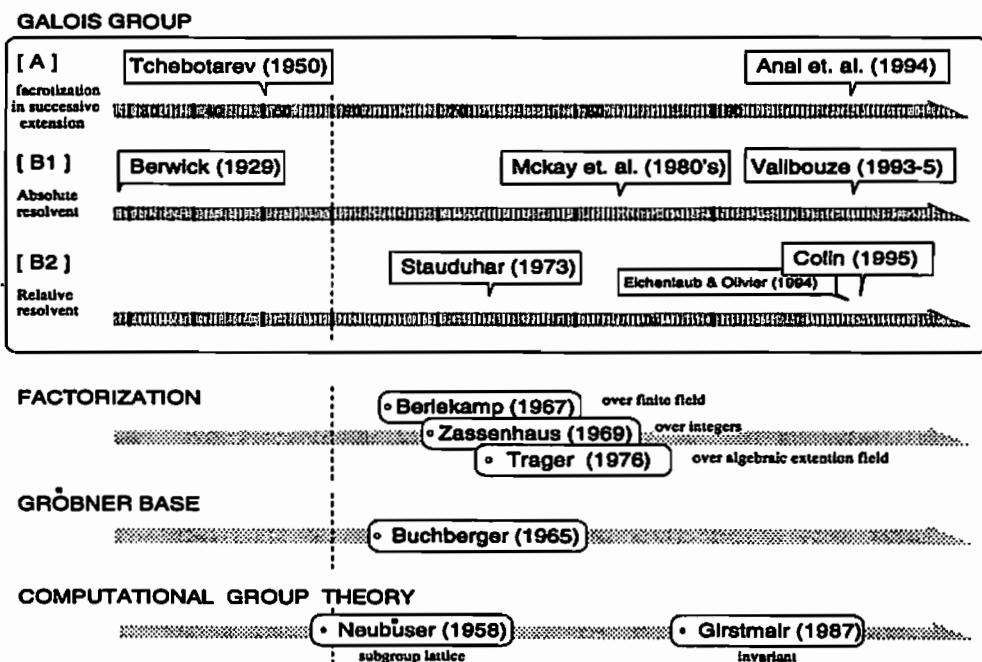 GALOIS GROUP
[ A ]
Tchebotarev (1950)
Anai et. al. (1994)
facrotization
in successive
extension
[ B1 ]
Berwick (1929)
Mckay et. al. (1980's)
Valibouze (1993-5)
Absolute
resolvent
[ B2 ]
Stauduhar (1973)
Colin (1995)
Eichenlaub & Olivier (1994)
Relative
resolvent
FACTORIZATION
Berlekamp (1967)
over finite field
Zassenhaus (1969)
over integers
Trager (1976)
over algebraic extention field
GRÖBNER BASE
Buchberger (1965)
COMPUTATIONAL GROUP THEORY
Neubüser (1958)
Girstmair (1987)
subgroup lattice
invariant